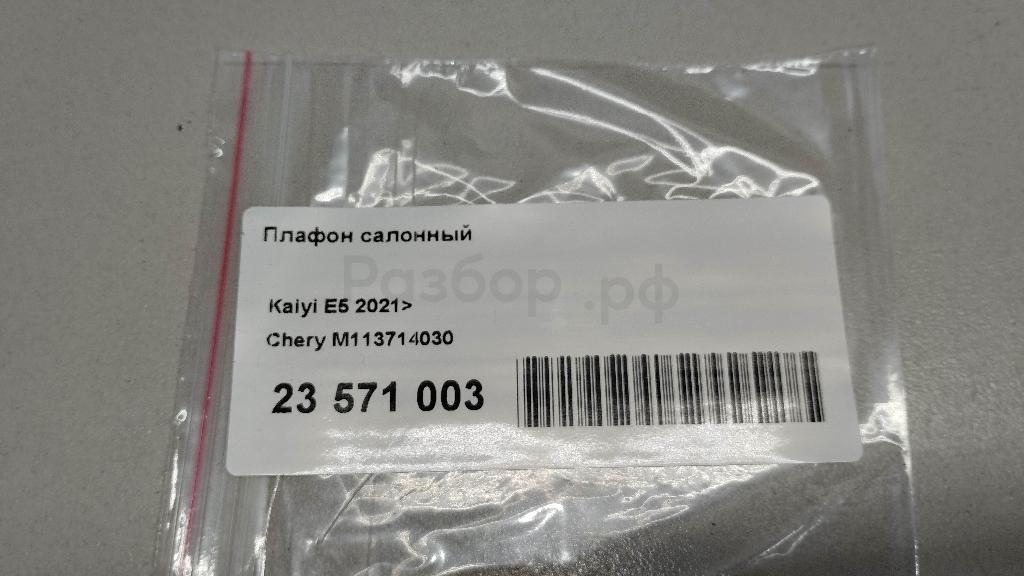 Плафон салонный
Разбор.рф
Kaiyi E5 2021>
Chery M113714030
23 571 003